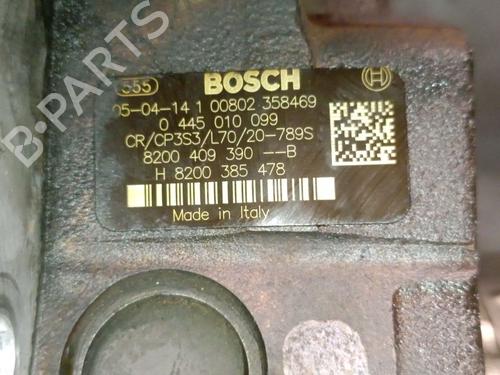 B-PARTS
555 BOSCH
05-04-14 1 00802 358469
0 445 010 099
CR/CP3S3/L70/20-789S
8200 409 390 --B
H 8200 385 478
Made in Italy